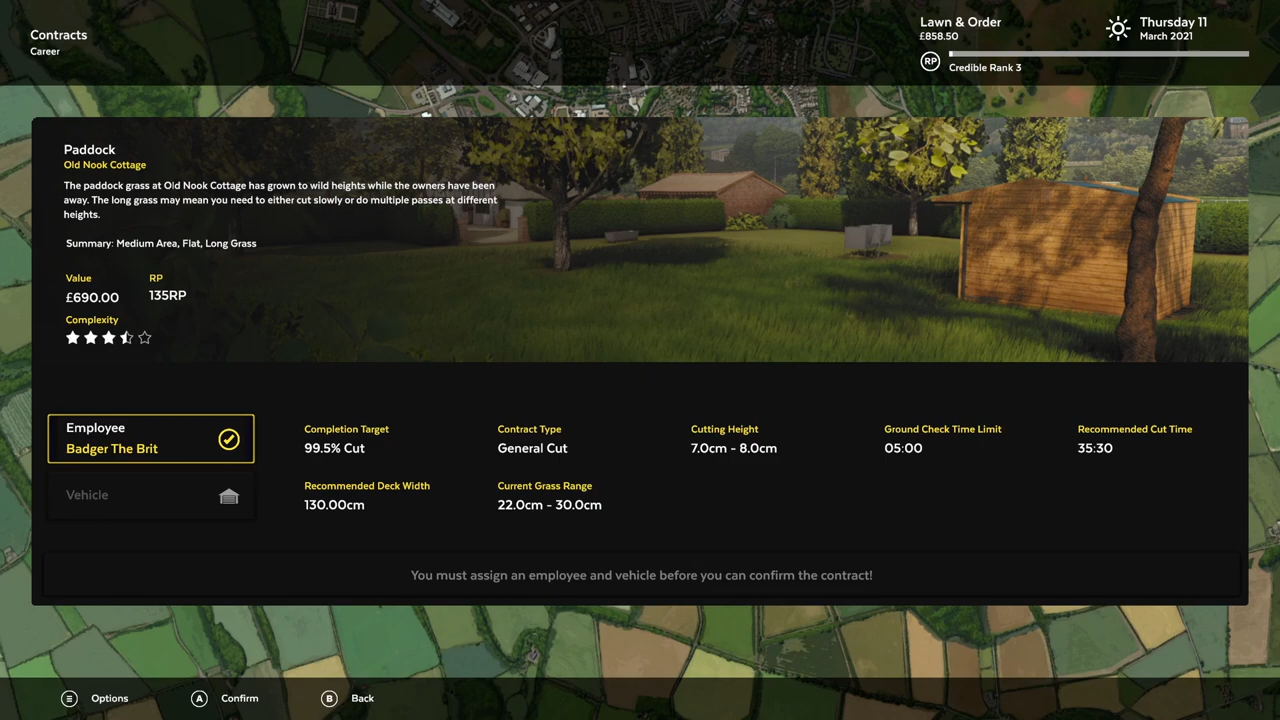 Contracts
Career
Lawn & Order
£858.50
Thursday 11
March 2021
RP
Credible Rank 3
Paddock
Old Nook Cottage
The paddock grass at Old Nook Cottage has grown to wild heights while the owners have been
away. The long grass may mean you need to either cut slowly or do multiple passes at different
heights.
Summary: Medium Area, Flat, Long Grass
Value
£690.00
RP
135RP
Complexity
Employee
Badger The Brit
Vehicle
Completion Target
99.5% Cut
Contract Type
General Cut
Cutting Height
7.0cm - 8.0cm
Ground Check Time Limit
05:00
Recommended Cut Time
35:30
Recommended Deck Width
130.00cm
Current Grass Range
22.0cm - 30.0cm
You must assign an employee and vehicle before you can confirm the contract!
Options
A Confirm
B Back